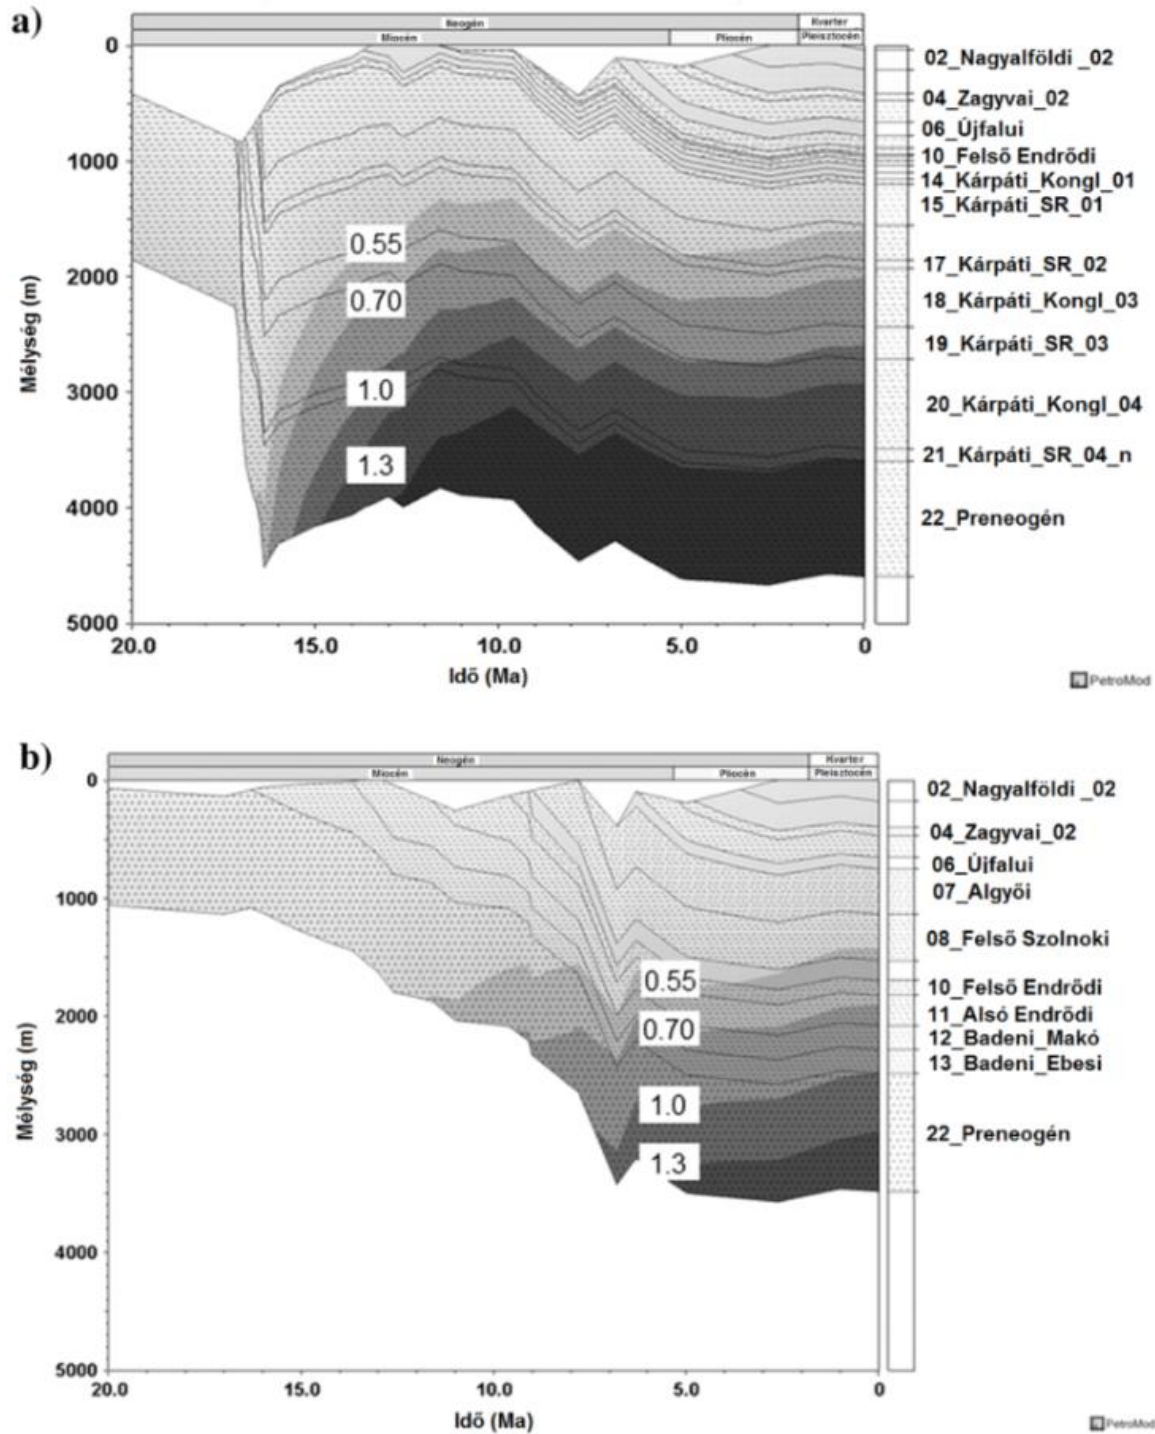 a)
Neogén Kvarter
Miocén Pliocén Pleisztocén
0
1000
2000
3000
4000
5000
Mélység (m)
0.55
0.70
1.0
1.3
20.0 15.0 10.0 5.0 0
Idő (Ma)
02_Nagyalföldi _02
04_Zagyvai_02
06_Újfalui
10_Felső Endrődi
14_Kárpáti_Kongl_01
15_Kárpáti_SR_01
17_Kárpáti_SR_02
18_Kárpáti_Kongl_03
19_Kárpáti_SR_03
20_Kárpáti_Kongl_04
21_Kárpáti_SR_04_n
22_Preneogén
PetroMod
b)
Neogén Kvarter
Miocén Pliocén Pleisztocén
0
1000
2000
3000
4000
5000
Mélység (m)
0.55
0.70
1.0
1.3
20.0 15.0 10.0 5.0 0
Idő (Ma)
02_Nagyalföldi _02
04_Zagyvai_02
06_Újfalui
07_Algyői
08_Felső Szolnoki
10_Felső Endrődi
11_Alsó Endrődi
12_Badeni_Makó
13_Badeni_Ebesi
22_Preneogén
PetroMod